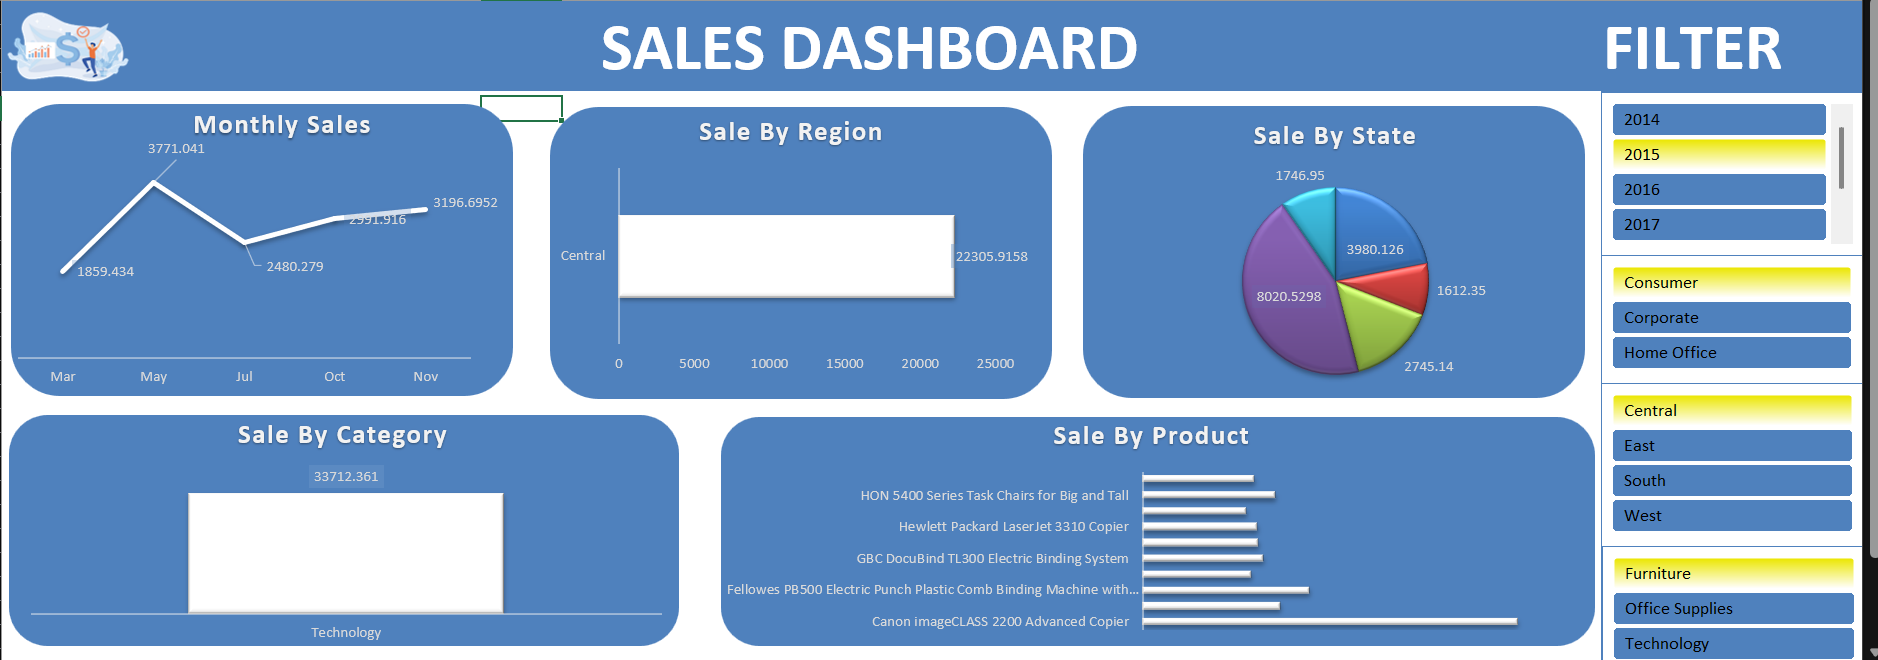 SALES DASHBOARD
FILTER
Monthly Sales
3771.041
3196.6952
2991.916
1859.434
2480.279
Mar May Jul Oct Nov
Sale By Region
Central
22305.9158
0 5000 10000 15000 20000 25000
Sale By State
1746.95
3980.126
1612.35
8020.5298
2745.14
2014
2015
2016
2017
Consumer
Corporate
Home Office
Central
East
South
West
Furniture
Office Supplies
Technology
Sale By Category
33712.361
Technology
Sale By Product
HON 5400 Series Task Chairs for Big and Tall
Hewlett Packard LaserJet 3310 Copier
GBC DocuBind TL300 Electric Binding System
Fellowes PB500 Electric Punch Plastic Comb Binding Machine with...
Canon imageCLASS 2200 Advanced Copier